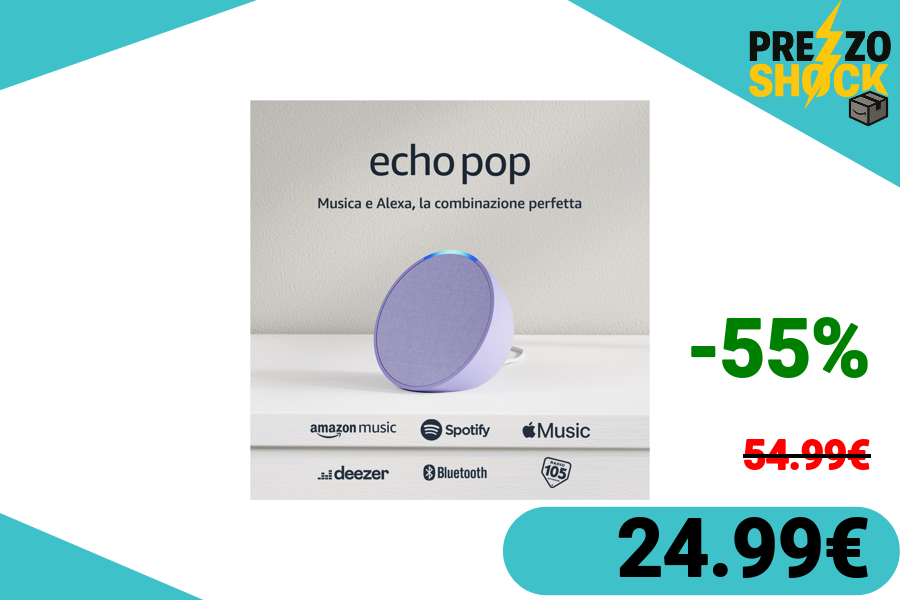 PREZZO
SHOCK
echo pop
Musica e Alexa, la combinazione perfetta
-55%
amazon music
Spotify
Music
54.99€
deezer
Bluetooth
RADIO
105
24.99€